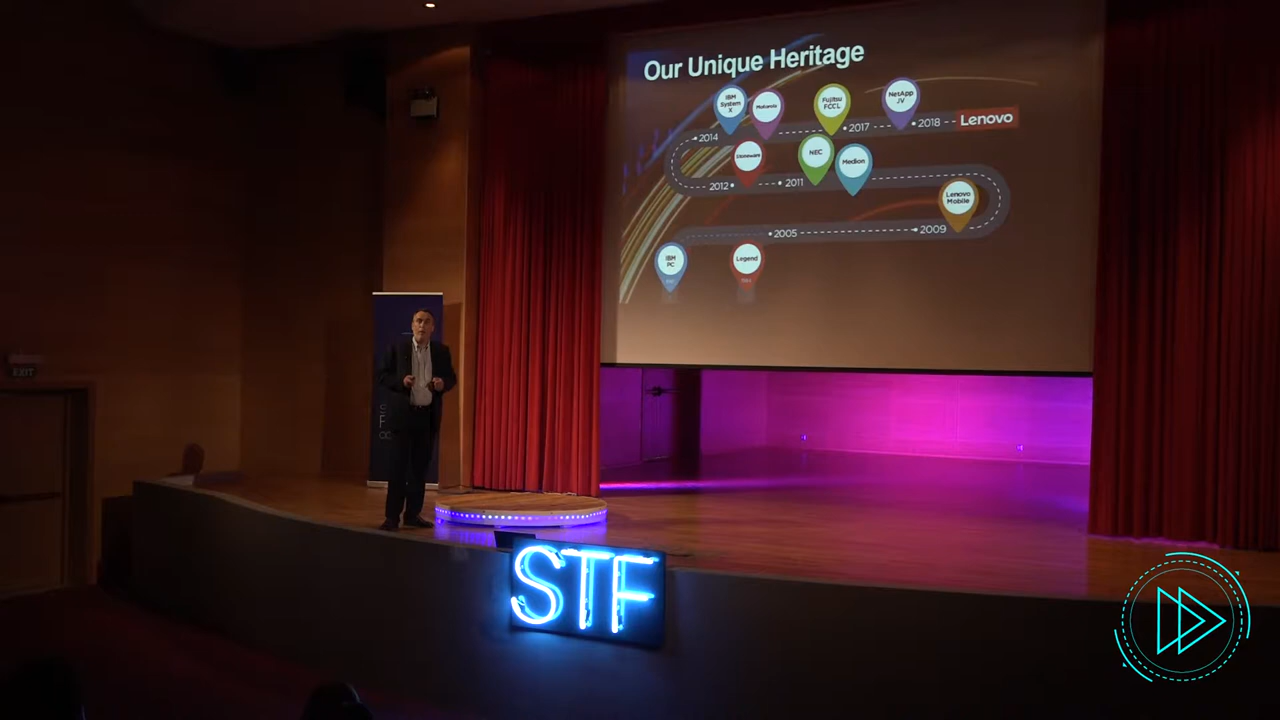 Our Unique Heritage
IBM
System
X
Fujitsu
FCCL
NetApp
JV
2014
2017
2018
Lenovo
Stoneware
NEC
Medion
2012
2011
Lenovo
Mobile
2005
2009
IBM
PC
Legend
EXIT
STF